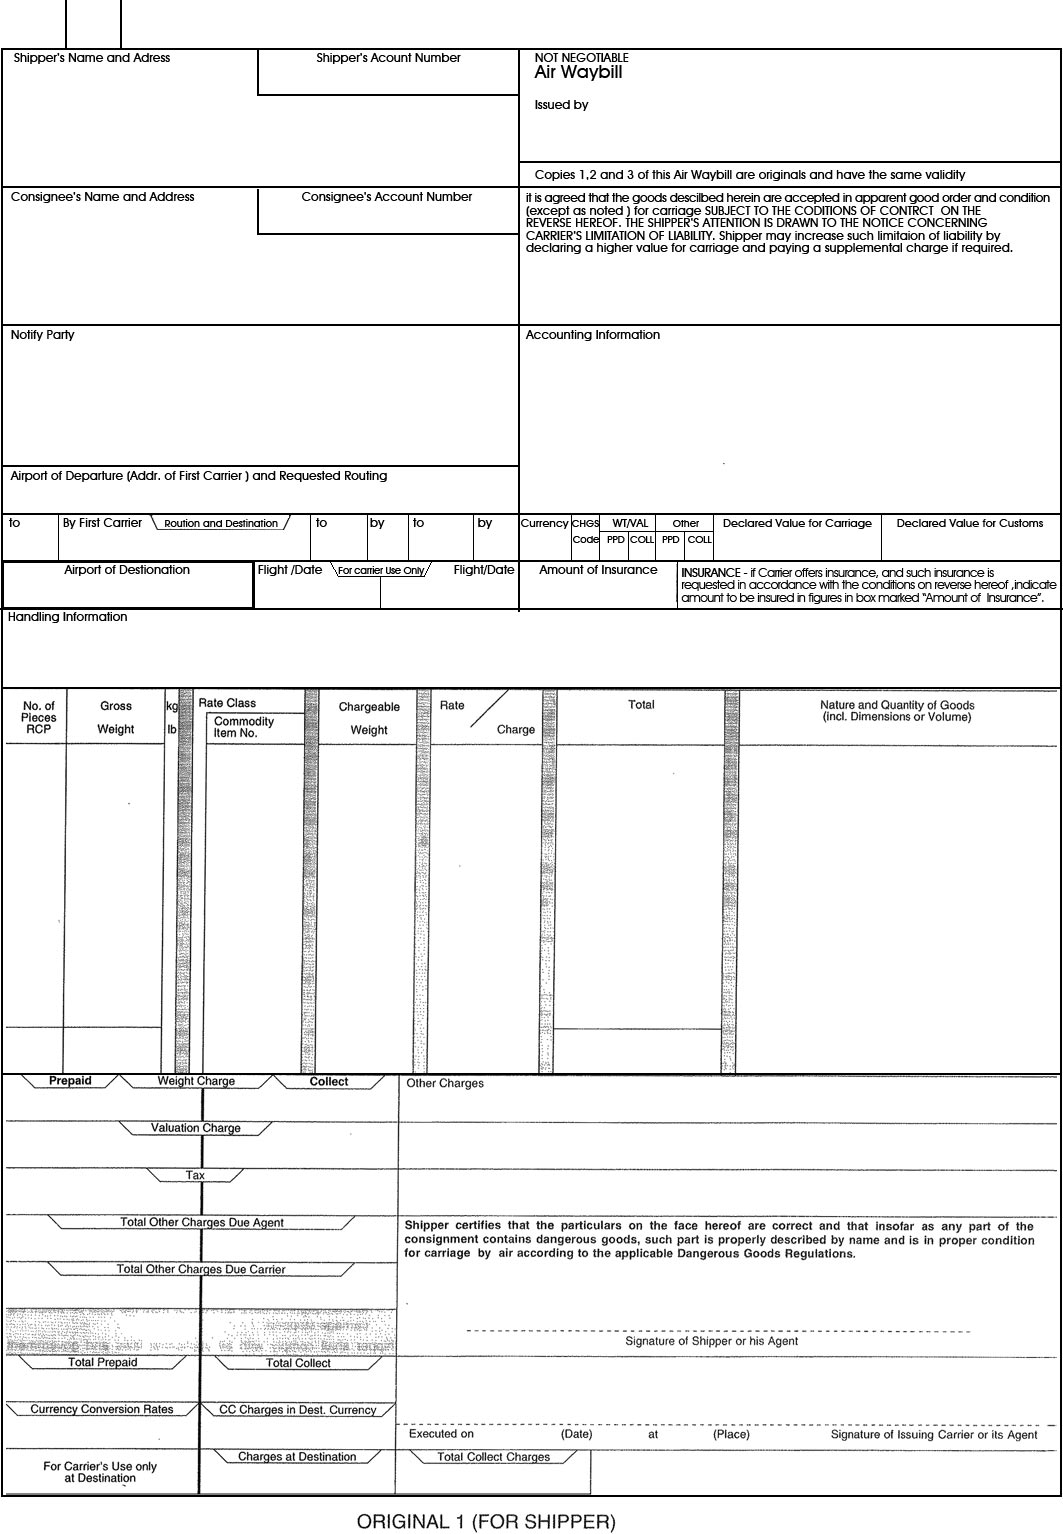 Shipper's Name and Adress
Shipper's Acount Number
NOT NEGOTIABLE
Air Waybill
Issued by
Copies 1,2 and 3 of this Air Waybill are originals and have the same validity
Consignee's Name and Address
Consignee's Account Number
it is agreed that the goods descilbed herein are accepted in apparent good order and condition
(except as noted ) for carriage SUBJECT TO THE CODITIONS OF CONTRCT ON THE
REVERSE HEREOF. THE SHIPPER'S ATTENTION IS DRAWN TO THE NOTICE CONCERNING
CARRIER'S LIMITATION OF LIABILITY. Shipper may increase such limitaion of liability by
declaring a higher value for carriage and paying a supplemental charge if required.
Notify Party
Accounting Information
Airport of Departure (Addr. of First Carrier ) and Requested Routing
to
By First Carrier
Roution and Destination
to
by
to
by
Currency
CHGS
Code
WT/VAL
PPD
COLL
Other
PPD
COLL
Declared Value for Carriage
Declared Value for Customs
Airport of Destionation
Flight /Date
For carrier Use Only
Flight/Date
Amount of Insurance
INSURANCE - if Carrier offers insurance, and such insurance is
requested in accordance with the conditions on reverse hereof ,indicate
amount to be insured in figures in box marked "Amount of Insurance".
Handling Information
No. of
Pieces
RCP
Gross
Weight
kg
lb
Rate Class
Commodity
Item No.
Chargeable
Weight
Rate
Charge
Total
Nature and Quantity of Goods
(incl. Dimensions or Volume)
Prepaid
Weight Charge
Collect
Other Charges
Valuation Charge
Tax
Total Other Charges Due Agent
Shipper certifies that the particulars on the face hereof are correct and that insofar as any part of the
consignment contains dangerous goods, such part is properly described by name and is in proper condition
for carriage by air according to the applicable Dangerous Goods Regulations.
Total Other Charges Due Carrier
Signature of Shipper or his Agent
Total Prepaid
Total Collect
Currency Conversion Rates
CC Charges in Dest. Currency
Executed on
(Date)
at
(Place)
Signature of Issuing Carrier or its Agent
For Carrier's Use only
at Destination
Charges at Destination
Total Collect Charges
ORIGINAL 1 (FOR SHIPPER)